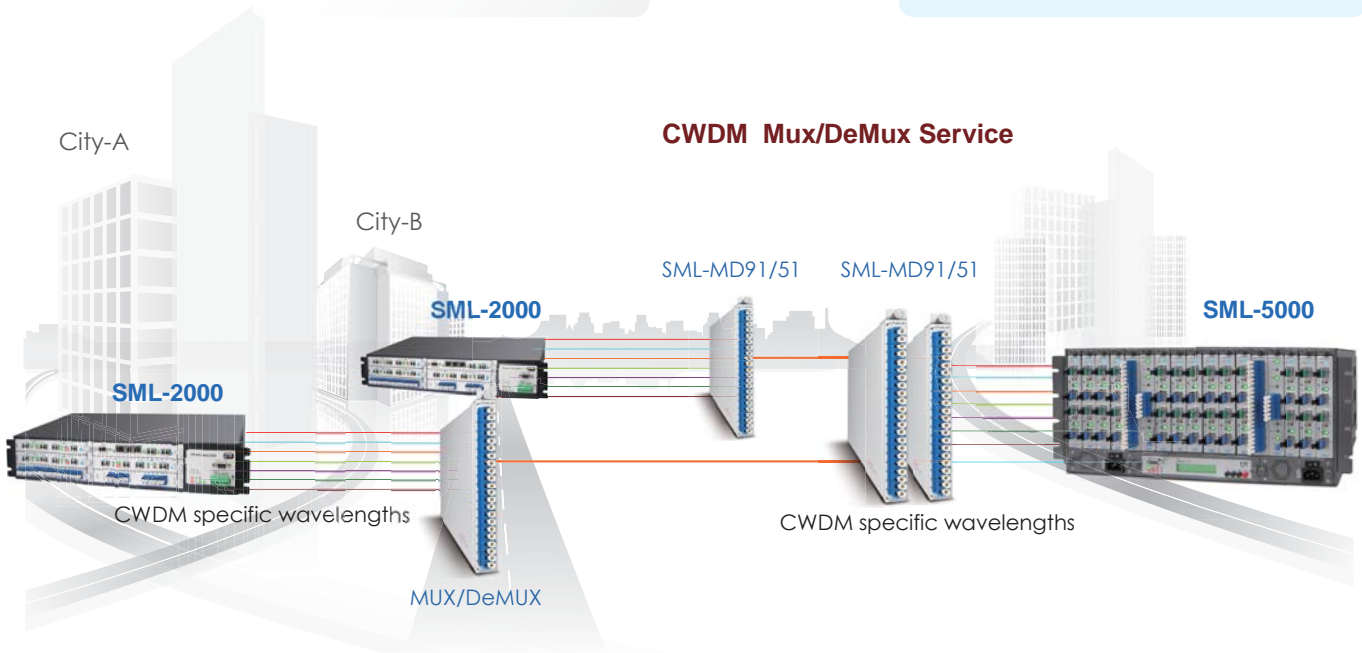 City-A
CWDM Mux/DeMux Service
City-B
SML-MD91/51
SML-MD91/51
SML-2000
SML-5000
SML-2000
CWDM specific wavelengths
CWDM specific wavelengths
MUX/DeMUX